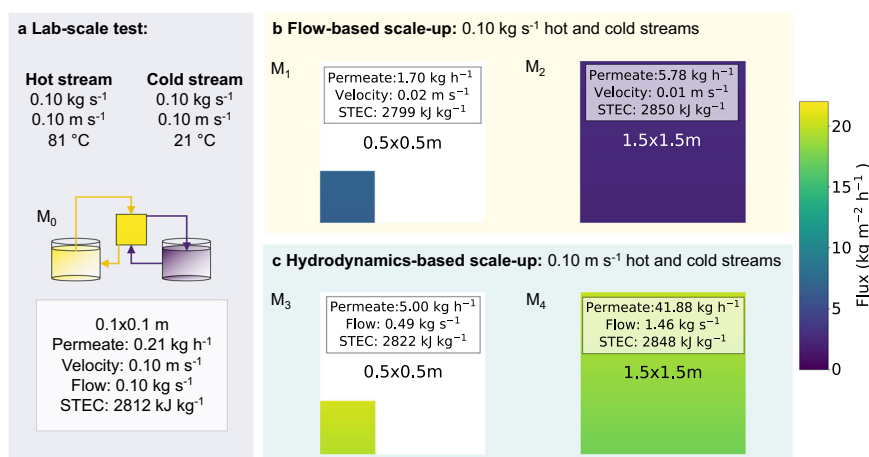 a Lab-scale test:
Hot stream
0.10 kg s⁻¹
0.10 m s⁻¹
81 °C
Cold stream
0.10 kg s⁻¹
0.10 m s⁻¹
21 °C
M₀
0.1x0.1 m
Permeate: 0.21 kg h⁻¹
Velocity: 0.10 m s⁻¹
Flow: 0.10 kg s⁻¹
STEC: 2812 kJ kg⁻¹
b Flow-based scale-up: 0.10 kg s⁻¹ hot and cold streams
M₁
Permeate:1.70 kg h⁻¹
Velocity: 0.02 m s⁻¹
STEC: 2799 kJ kg⁻¹
0.5x0.5m
M₂
Permeate:5.78 kg h⁻¹
Velocity: 0.01 m s⁻¹
STEC: 2850 kJ kg⁻¹
1.5x1.5m
c Hydrodynamics-based scale-up: 0.10 m s⁻¹ hot and cold streams
M₃
Permeate:5.00 kg h⁻¹
Flow: 0.49 kg s⁻¹
STEC: 2822 kJ kg⁻¹
0.5x0.5m
M₄
Permeate:41.88 kg h⁻¹
Flow: 1.46 kg s⁻¹
STEC: 2848 kJ kg⁻¹
1.5x1.5m
20
15
10
5
0
Flux (kg m⁻² h⁻¹)